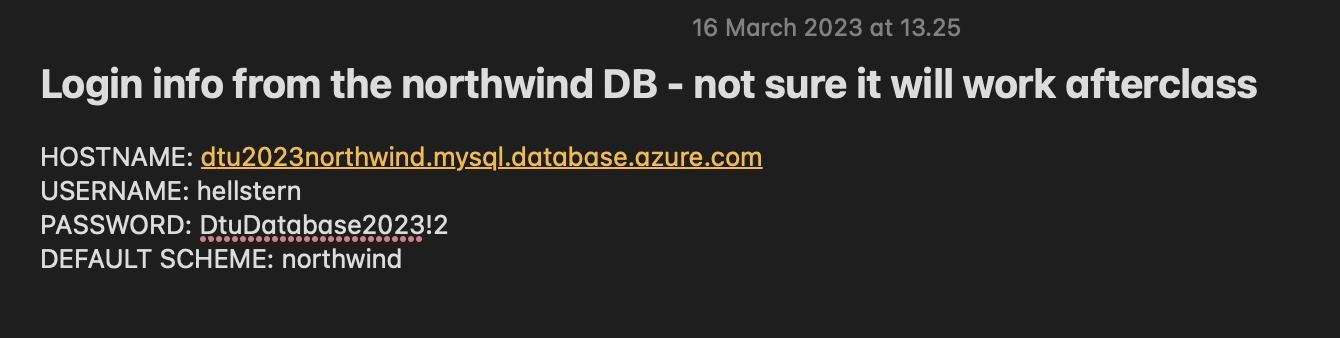 16 March 2023 at 13.25
Login info from the northwind DB - not sure it will work afterclass
HOSTNAME: dtu2023northwind.mysql.database.azure.com
USERNAME: hellstern
PASSWORD: DtuDatabase2023!2
DEFAULT SCHEME: northwind